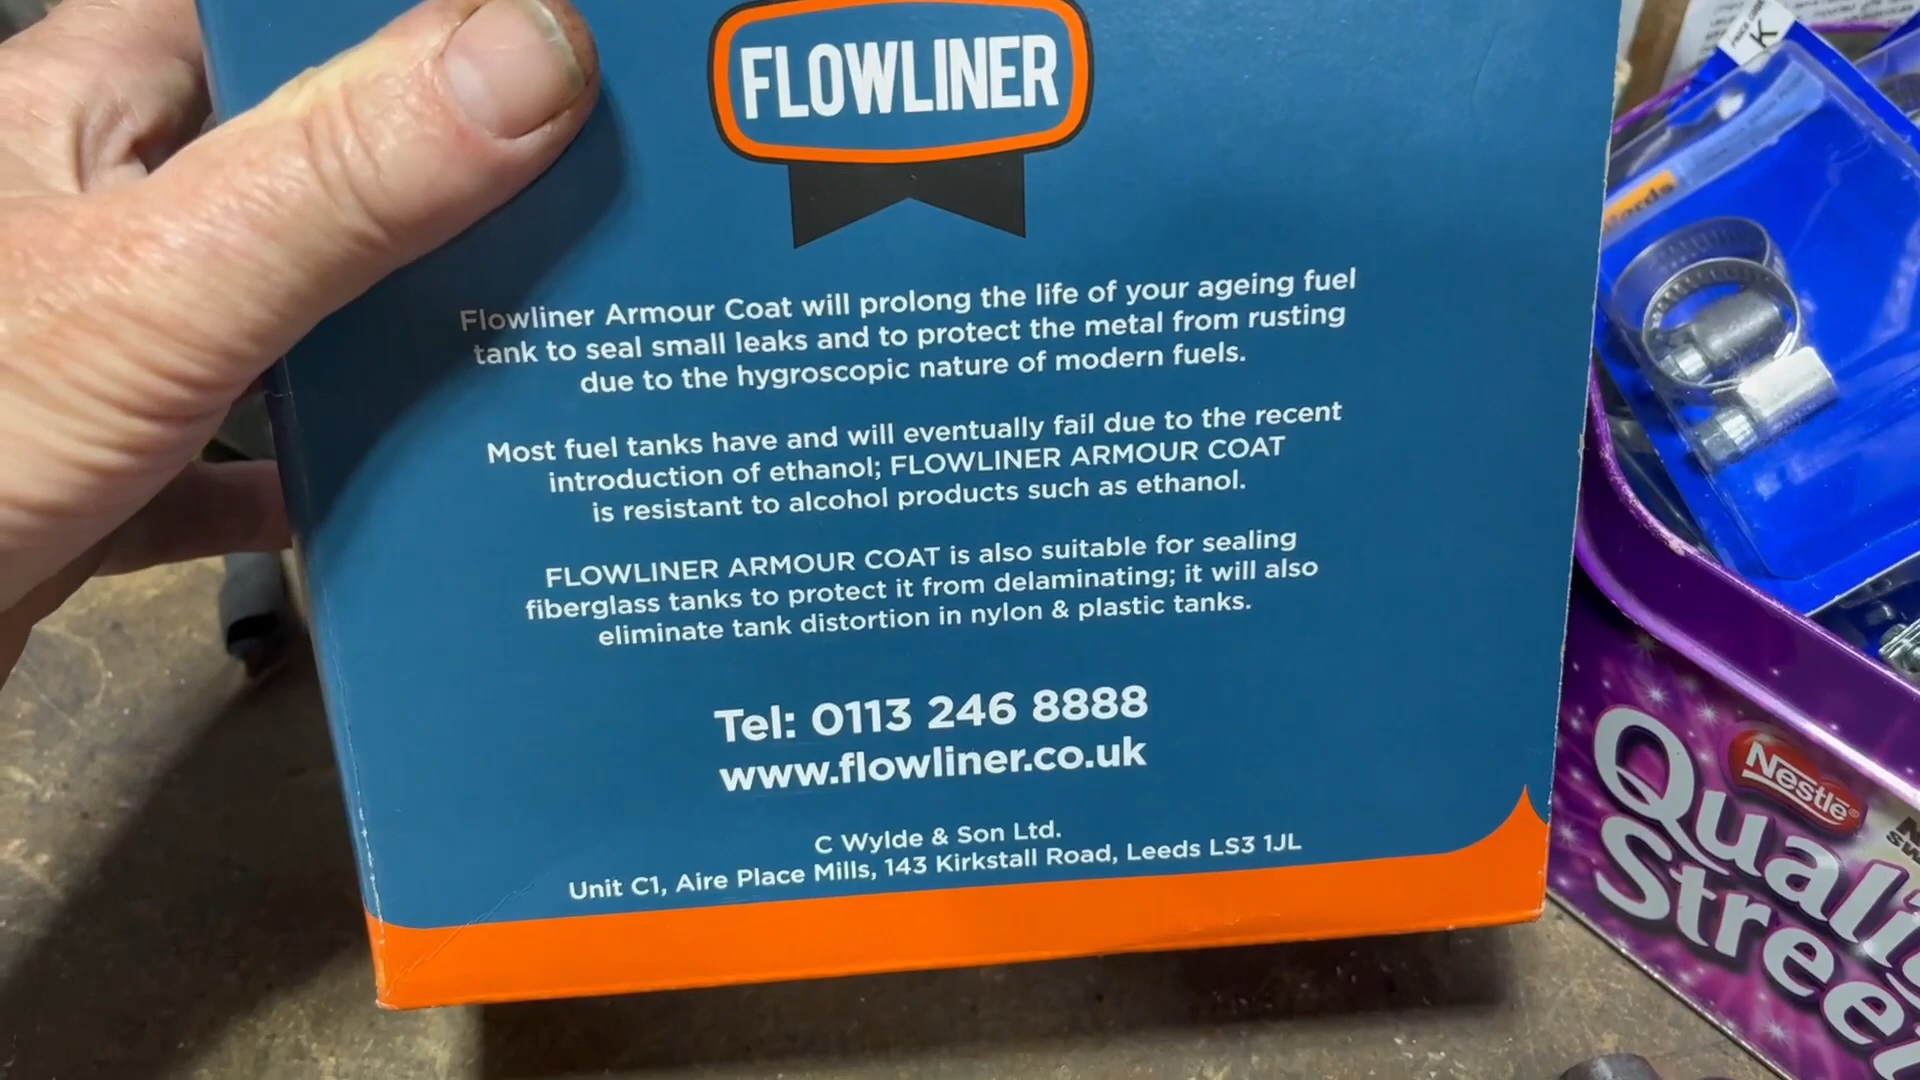 FLOWLINER
Flowliner Armour Coat will prolong the life of your ageing fuel
tank to seal small leaks and to protect the metal from rusting
due to the hygroscopic nature of modern fuels.
Most fuel tanks have and will eventually fail due to the recent
introduction of ethanol; FLOWLINER ARMOUR COAT
is resistant to alcohol products such as ethanol.
FLOWLINER ARMOUR COAT is also suitable for sealing
fiberglass tanks to protect it from delaminating; it will also
eliminate tank distortion in nylon & plastic tanks.
Tel: 0113 246 8888
www.flowliner.co.uk
C Wylde & Son Ltd.
Unit C1, Aire Place Mills, 143 Kirkstall Road, Leeds LS3 1JL
PRICE CODE
K
Nestlé